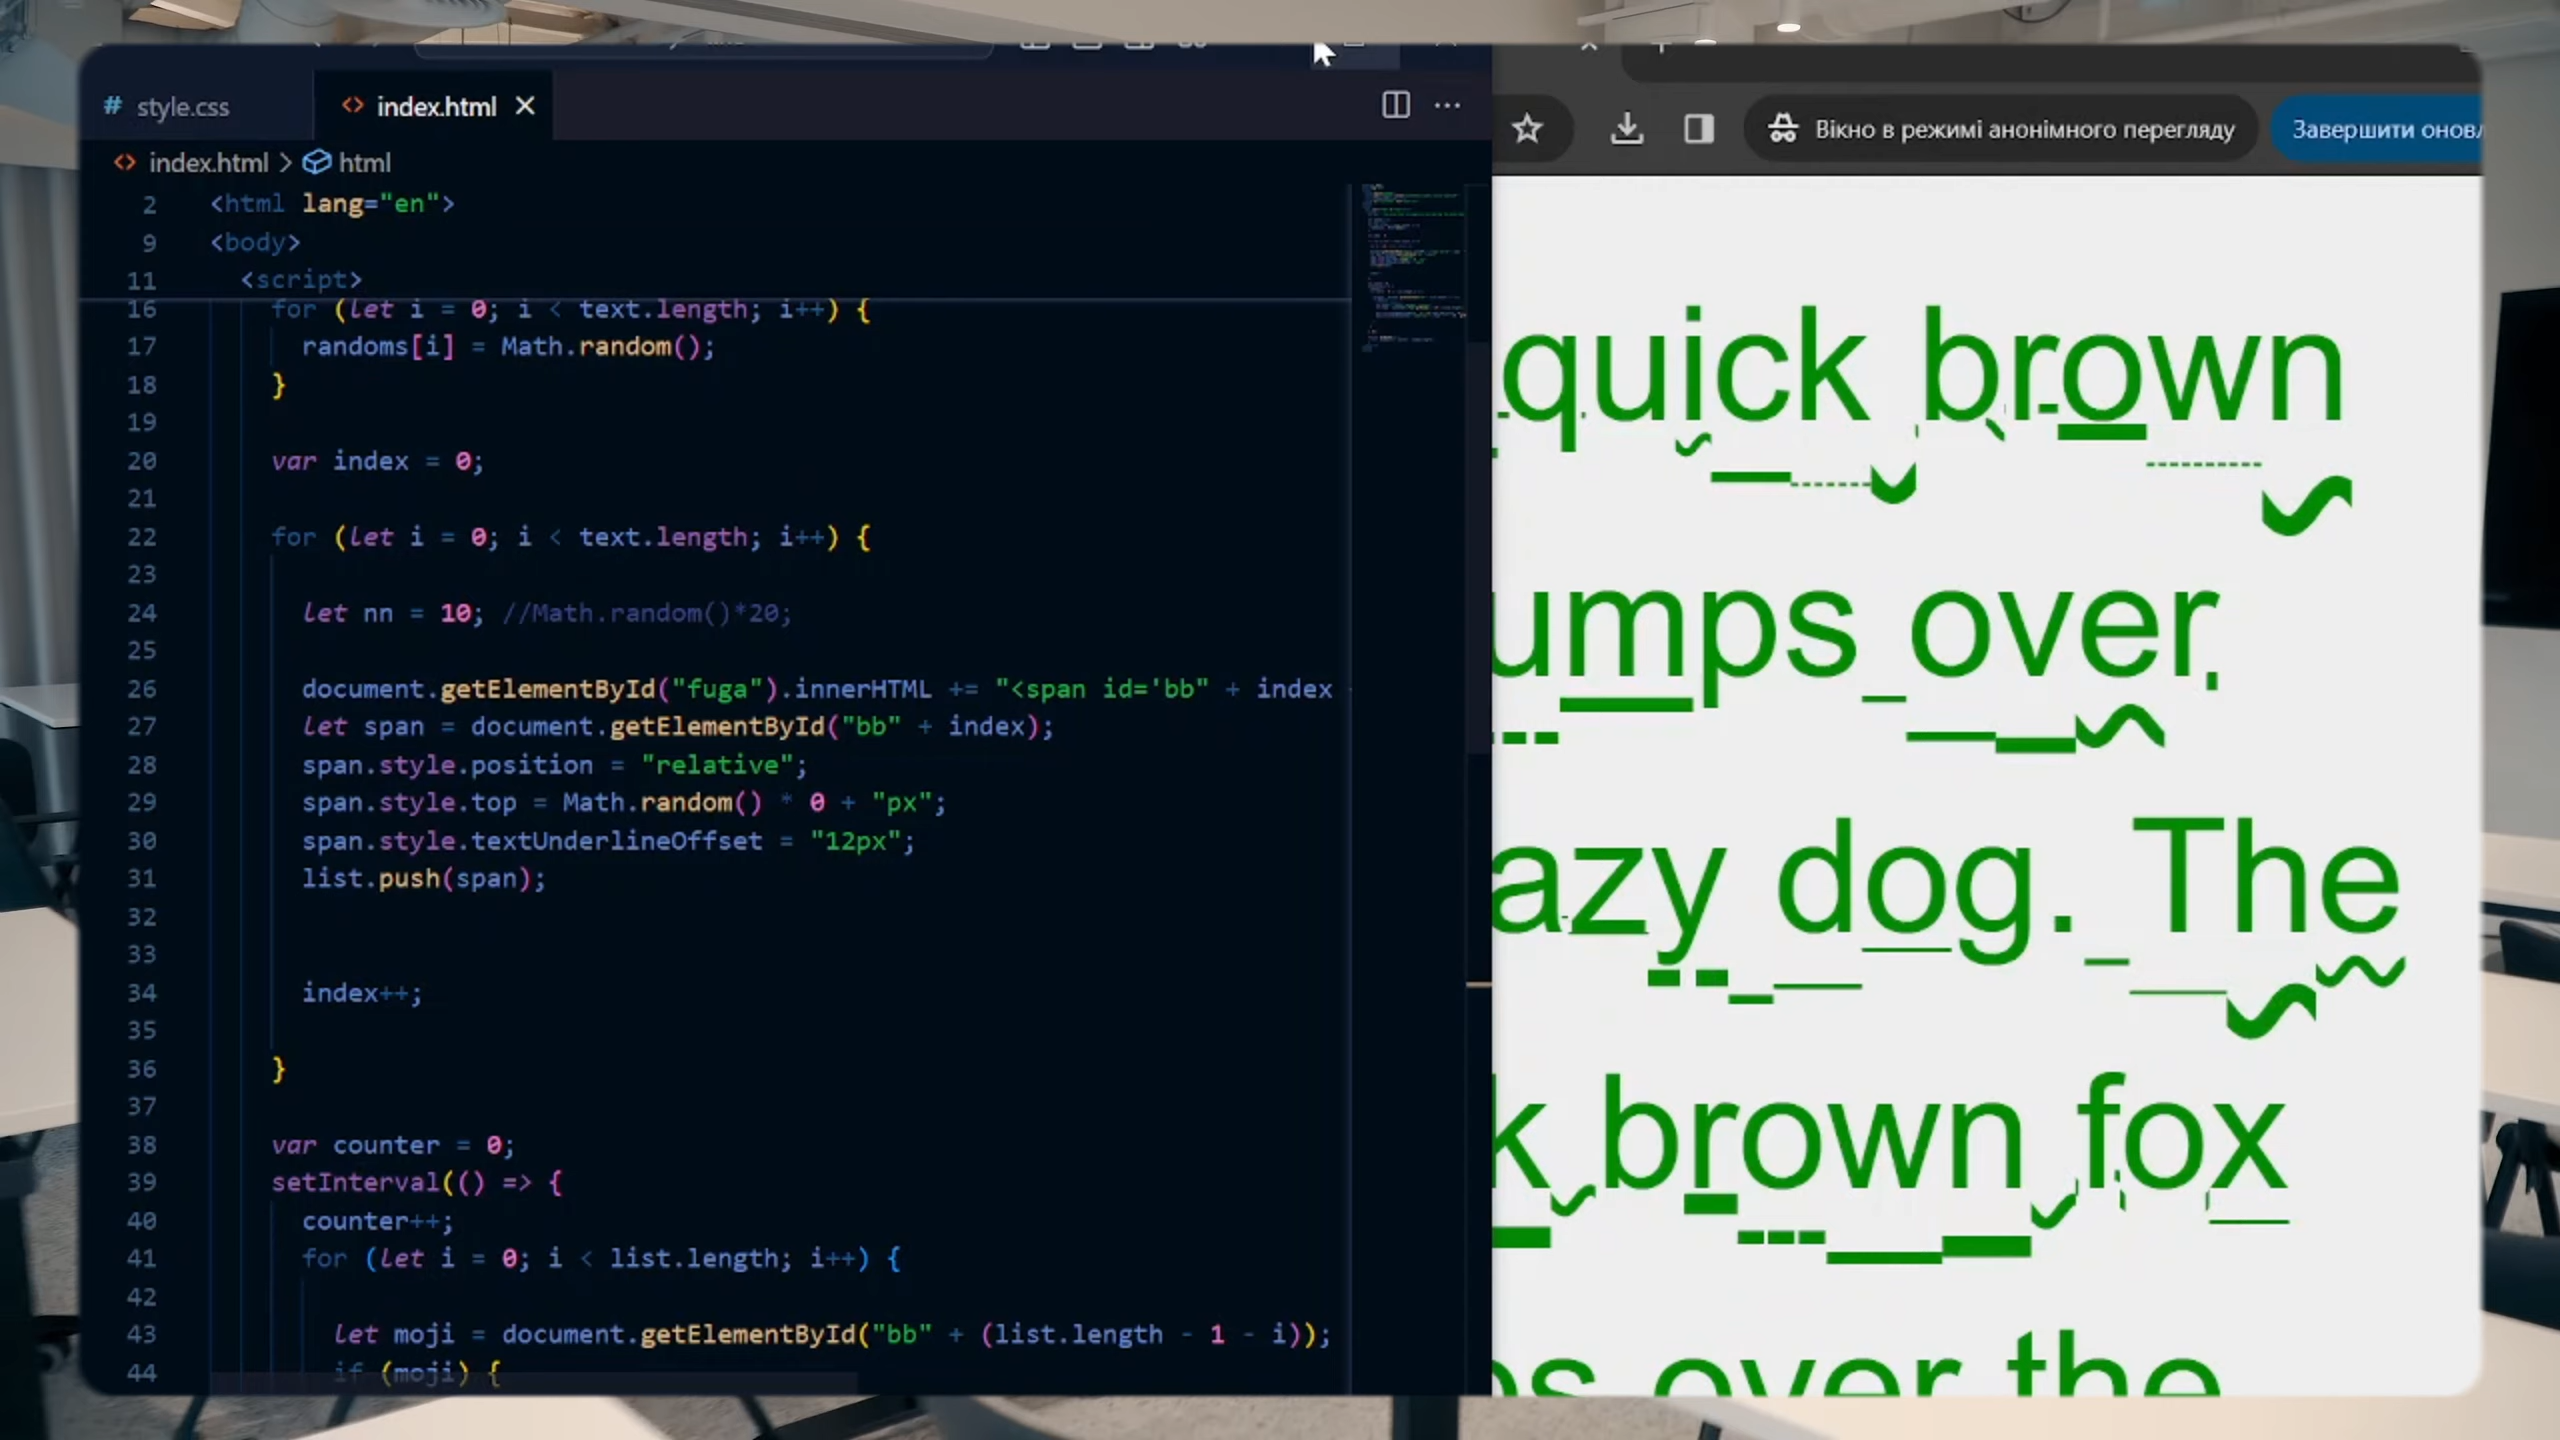 # style.css
<> index.html ×
<> index.html > html
2 <html lang="en">
9 <body>
11 <script>
16 for (let i = 0; i < text.length; i++) {
17 randoms[i] = Math.random();
18 }
19
20 var index = 0;
21
22 for (let i = 0; i < text.length; i++) {
23
24 let nn = 10; //Math.random()*20;
25
26 document.getElementById("fuga").innerHTML += "<span id='bb" + index
27 let span = document.getElementById("bb" + index);
28 span.style.position = "relative";
29 span.style.top = Math.random() * 0 + "px";
30 span.style.textUnderlineOffset = "12px";
31 list.push(span);
32
33
34 index++;
35
36 }
37
38 var counter = 0;
39 setInterval(() => {
40 counter++;
41 for (let i = 0; i < list.length; i++) {
42
43 let moji = document.getElementById("bb" + (list.length - 1 - i));
44 if (moji) {
Вікно в режимі анонімного перегляду
Завершити оновл
quick brown
umps over
azy dog. The
k brown fox
ps over the